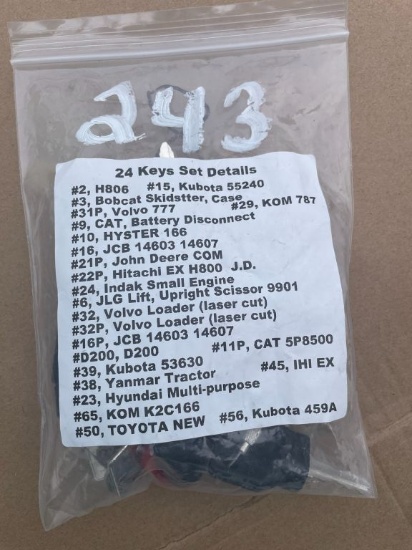 243
24 Keys Set Details
#2, H806 #15, Kubota 55240
#3, Bobcat Skidstter, Case
#31P, Volvo 777 #29, KOM 787
#9, CAT, Battery Disconnect
#10, HYSTER 166
#16, JCB 14603 14607
#21P, John Deere COM
#22P, Hitachi EX H800 J.D.
#24, Indak Small Engine
#6, JLG Lift, Upright Scissor 9901
#32, Volvo Loader (laser cut)
#32P, Volvo Loader (laser cut)
#16P, JCB 14603 14607
#D200, D200 #11P, CAT 5P8500
#39, Kubota 53630
#38, Yanmar Tractor #45, IHI EX
#23, Hyundai Multi-purpose
#65, KOM K2C166
#50, TOYOTA NEW #56, Kubota 459A